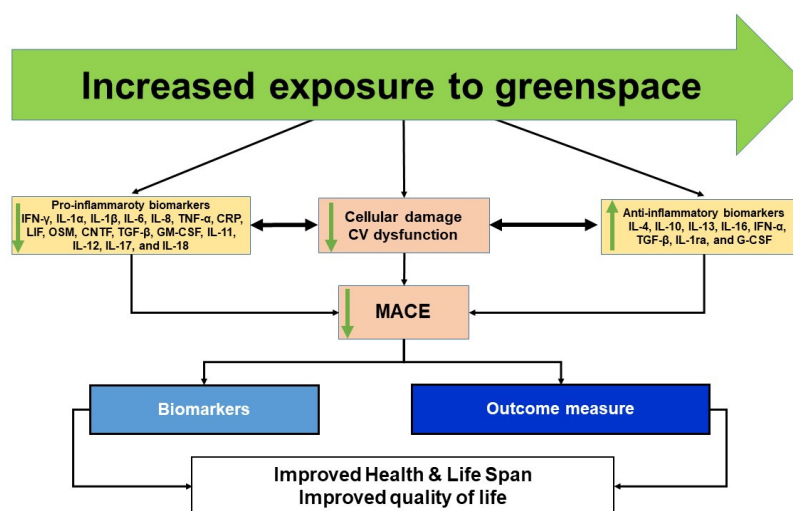 Increased exposure to greenspace
Pro-inflammaroty biomarkers
IFN-γ, IL-1α, IL-1β, IL-6, IL-8, TNF-α, CRP,
LIF, OSM, CNTF, TGF-β, GM-CSF, IL-11,
IL-12, IL-17, and IL-18
Cellular damage
CV dysfunction
Anti-inflammatory biomarkers
IL-4, IL-10, IL-13, IL-16, IFN-α,
TGF-β, IL-1ra, and G-CSF
MACE
Biomarkers
Outcome measure
Improved Health & Life Span
Improved quality of life